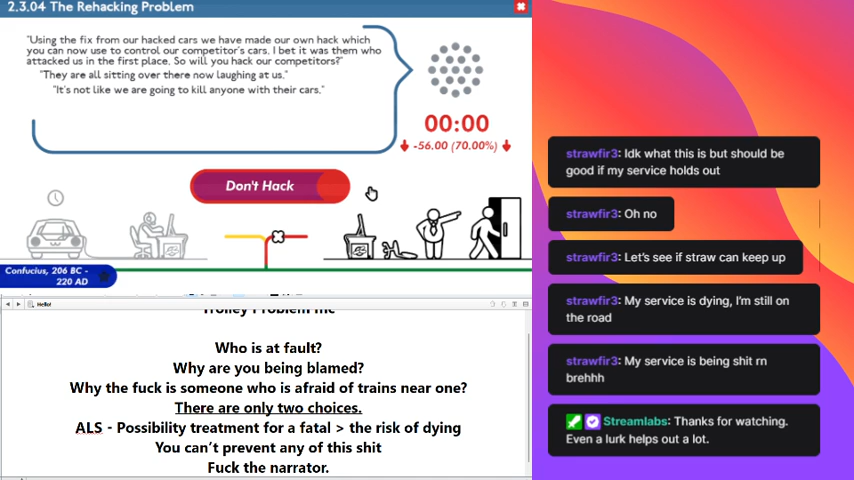 2.3.04 The Rehacking Problem
"Using the fix from our hacked cars we have made our own hack which
you can now use to control our competitor's cars. I bet it was them who
attacked us in the first place. So will you hack our competitors?"
"They are all sitting over there now laughing at us."
"It's not like we are going to kill anyone with their cars."
00:00
-56.00 (70.00%)
Don't Hack
Confucius, 206 BC -
220 AD
Hello!
Trolley Problem Inc
Who is at fault?
Why are you being blamed?
Why the fuck is someone who is afraid of trains near one?
There are only two choices.
ALS - Possibility treatment for a fatal > the risk of dying
You can't prevent any of this shit
Fuck the narrator.
strawfir3: Idk what this is but should be
good if my service holds out
strawfir3: Oh no
strawfir3: Let's see if straw can keep up
strawfir3: My service is dying, I'm still on
the road
strawfir3: My service is being shit rn
brehhh
Streamlabs: Thanks for watching.
Even a lurk helps out a lot.